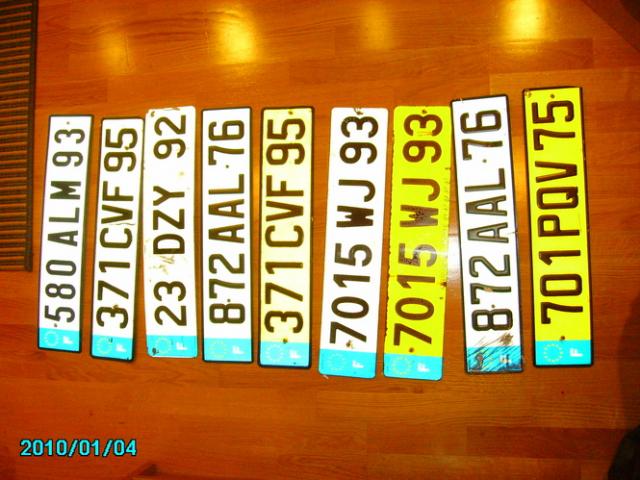 F 580 ALM 93
F 371 CVF 95
F 23 DZY 92
F 872 AAL 76
F 371 CVF 95
F 7015 WJ 93
F 7015 WJ 93
872 AAL 76
F 701 PQV 75
2010/01/04